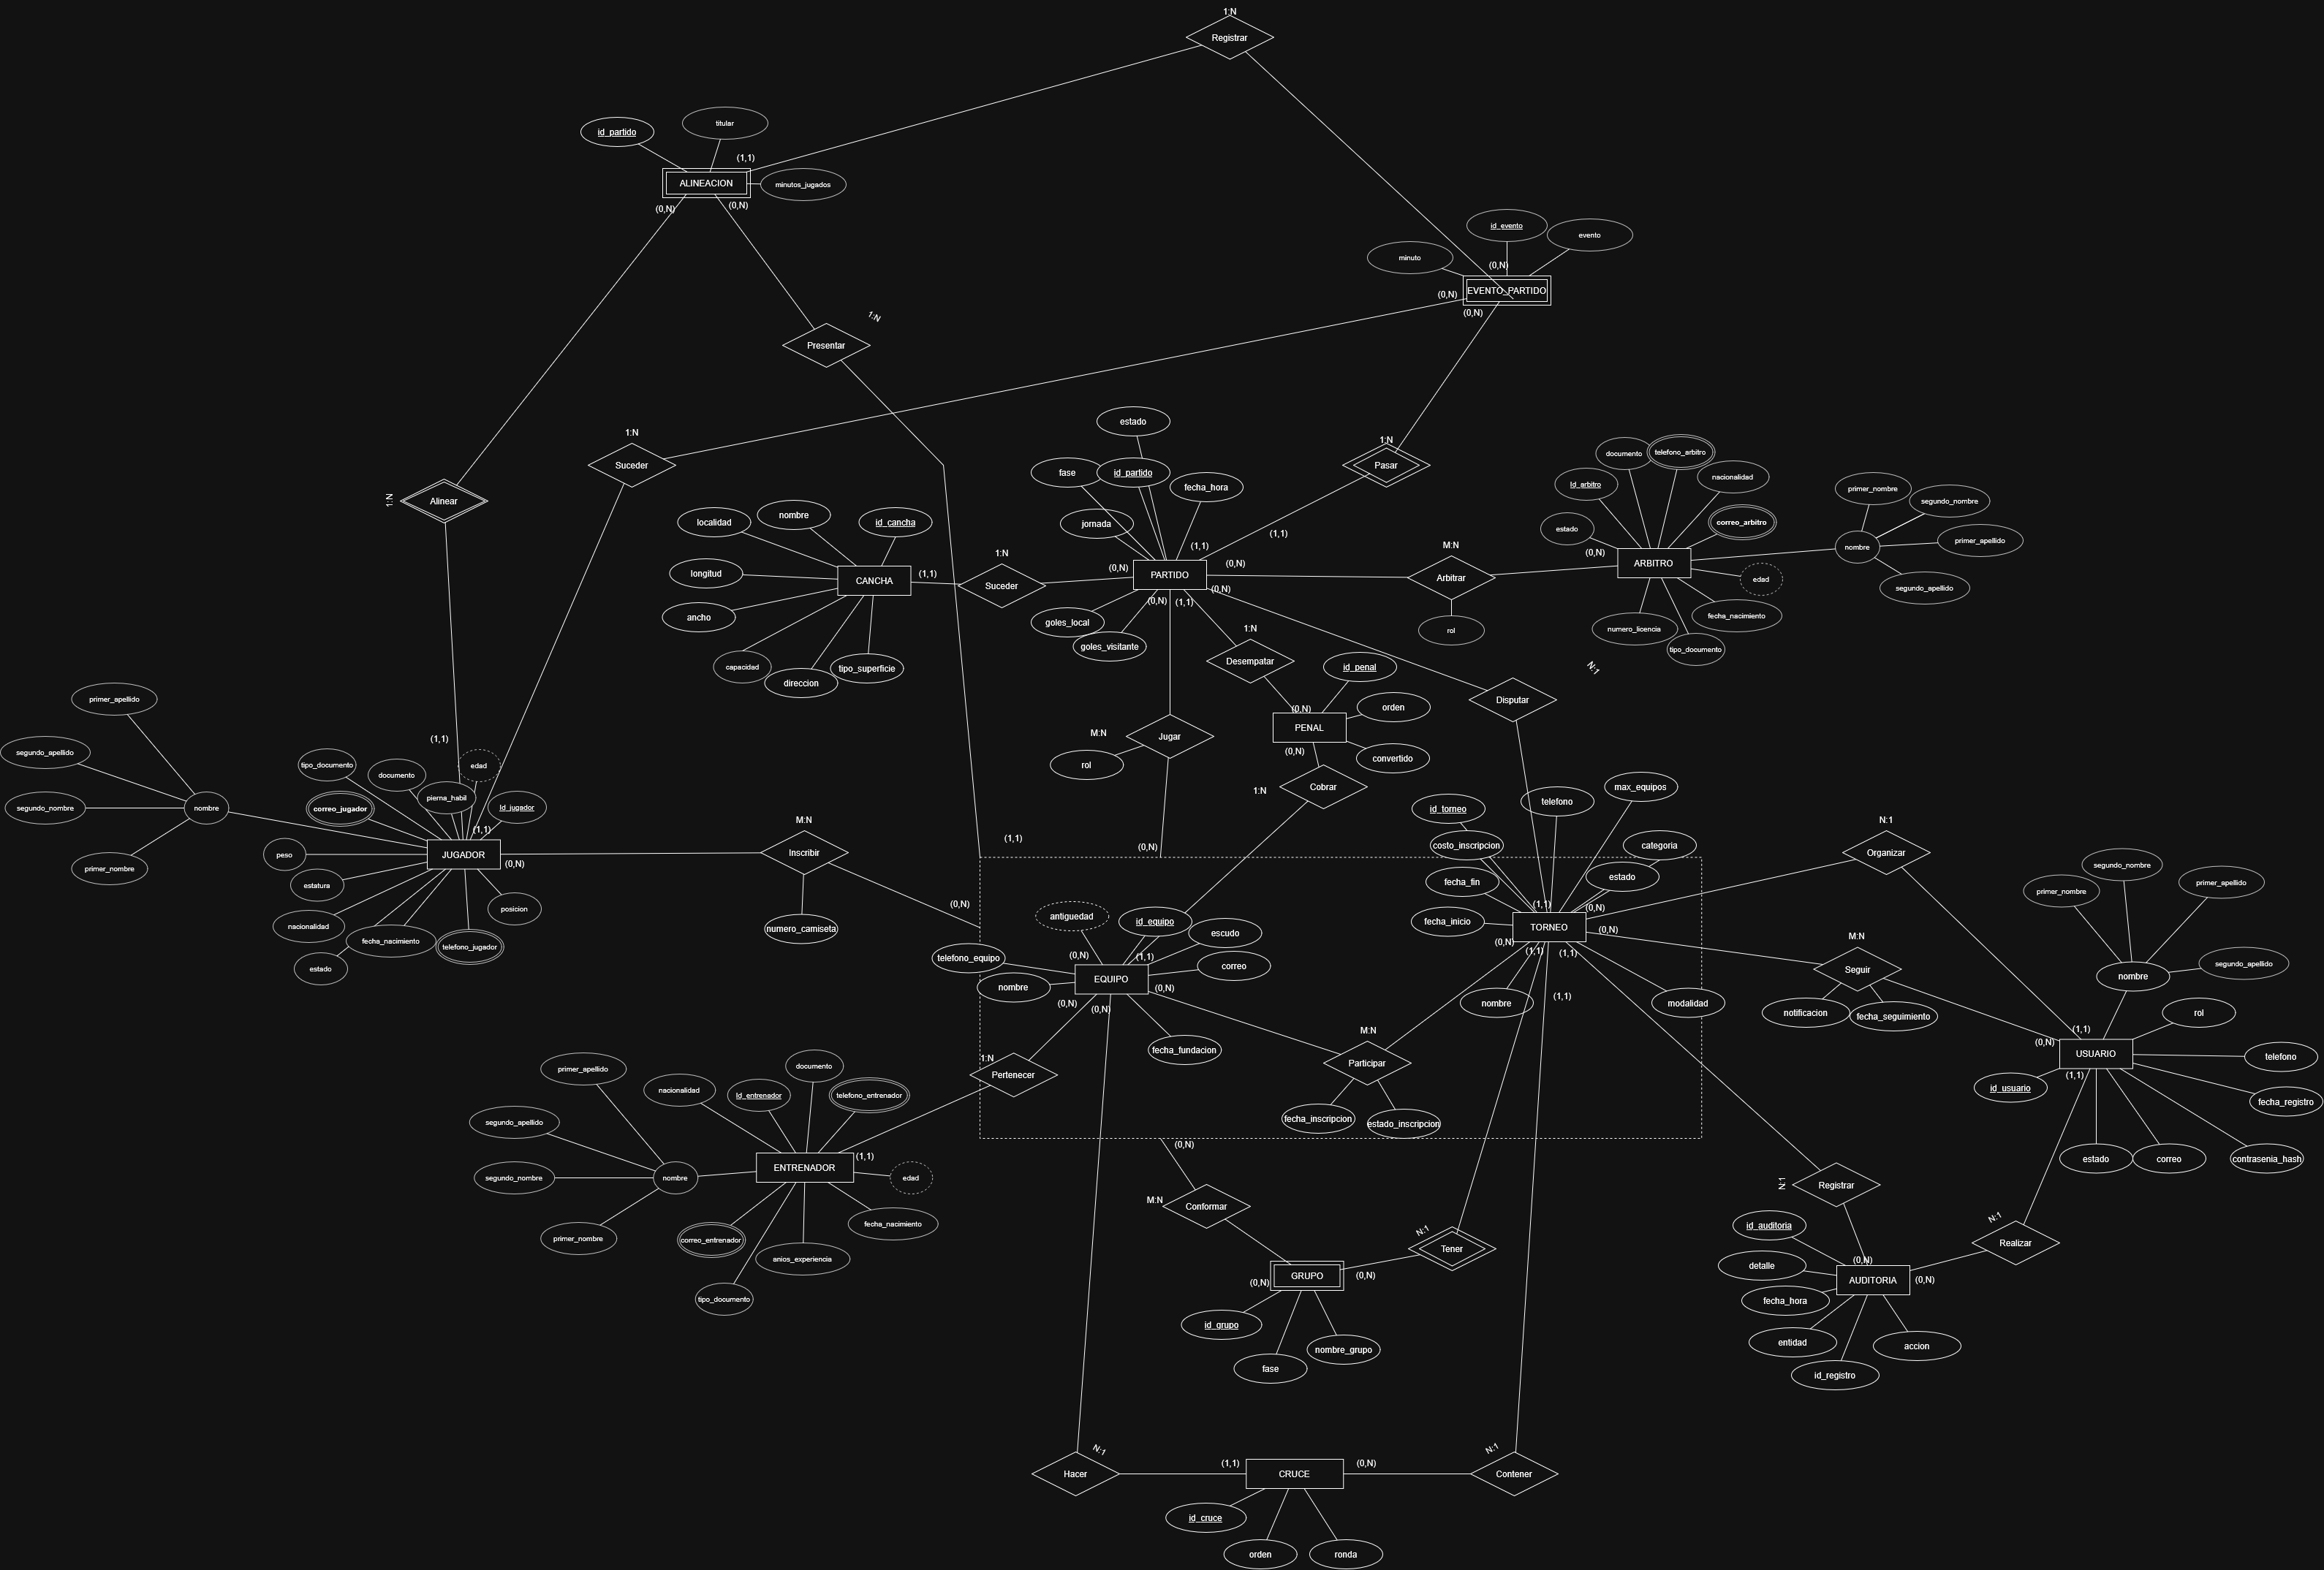 1:N
Registrar
id_partido
titular
(1,1)
ALINEACION
minutos_jugados
(0,N)
(0,N)
id_evento
evento
minuto
(0,N)
(0,N)
EVENTO_PARTIDO
(0,N)
1:N
Presentar
1:N
Suceder
1:N
Alinear
estado
fase
id_partido
fecha_hora
jornada
1:N
Pasar
(1,1)
documento
telefono_arbitro
nacionalidad
Id_arbitro
correo_arbitro
estado
(0,N)
ARBITRO
edad
fecha_nacimiento
numero_licencia
tipo_documento
primer_nombre
segundo_nombre
nombre
primer_apellido
segundo_apellido
localidad
nombre
id_cancha
longitud
CANCHA
(1,1)
ancho
capacidad
direccion
tipo_superficie
1:N
Suceder
(0,N)
(1,1)
PARTIDO
(0,N)
(0,N)
(0,N)
(1,1)
goles_local
goles_visitante
M:N
Arbitrar
rol
1:N
Desempatar
id_penal
orden
(0,N)
PENAL
(0,N)
convertido
N:1
Disputar
M:N
Jugar
rol
1:N
Cobrar
(0,N)
(1,1)
primer_apellido
segundo_apellido
segundo_nombre
nombre
primer_nombre
(1,1)
tipo_documento
documento
edad
pierna_habil
correo_jugador
Id_jugador
(1,1)
peso
JUGADOR
(0,N)
estatura
nacionalidad
posicion
fecha_nacimiento
telefono_jugador
estado
M:N
Inscribir
numero_camiseta
(0,N)
id_torneo
telefono
max_equipos
costo_inscripcion
categoria
fecha_fin
estado
fecha_inicio
(1,1)
(0,N)
TORNEO
(0,N)
(0,N)
(1,1)
(1,1)
nombre
modalidad
(1,1)
N:1
Organizar
M:N
Seguir
notificacion
fecha_seguimiento
primer_nombre
segundo_nombre
primer_apellido
segundo_apellido
nombre
rol
(1,1)
(0,N)
USUARIO
telefono
id_usuario
(1,1)
fecha_registro
estado
correo
contrasenia_hash
antiguedad
id_equipo
escudo
telefono_equipo
(0,N)
(1,1)
correo
nombre
EQUIPO
(0,N)
(0,N)
(0,N)
fecha_fundacion
M:N
Participar
fecha_inscripcion
estado_inscripcion
1:N
Pertenecer
primer_apellido
segundo_apellido
segundo_nombre
nombre
primer_nombre
nacionalidad
Id_entrenador
documento
telefono_entrenador
(1,1)
ENTRENADOR
edad
fecha_nacimiento
correo_entrenador
anios_experiencia
tipo_documento
(0,N)
M:N
Conformar
N:1
Tener
(0,N)
GRUPO
(0,N)
id_grupo
nombre_grupo
fase
N:1
Registrar
N:1
Realizar
id_auditoria
detalle
(0,N)
AUDITORIA
(0,N)
fecha_hora
entidad
accion
id_registro
N:1
Hacer
(1,1)
CRUCE
(0,N)
N:1
Contener
id_cruce
orden
ronda